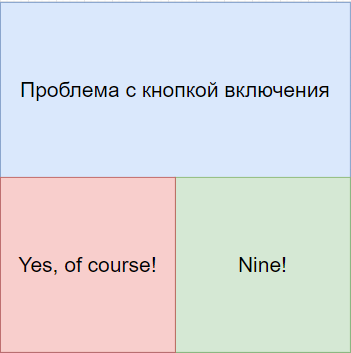 Проблема с кнопкой включения
Yes, of course!
Nine!